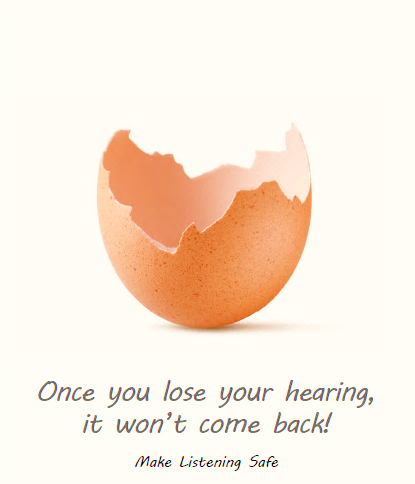 Once you lose your hearing,
it won't come back!
Make Listening Safe